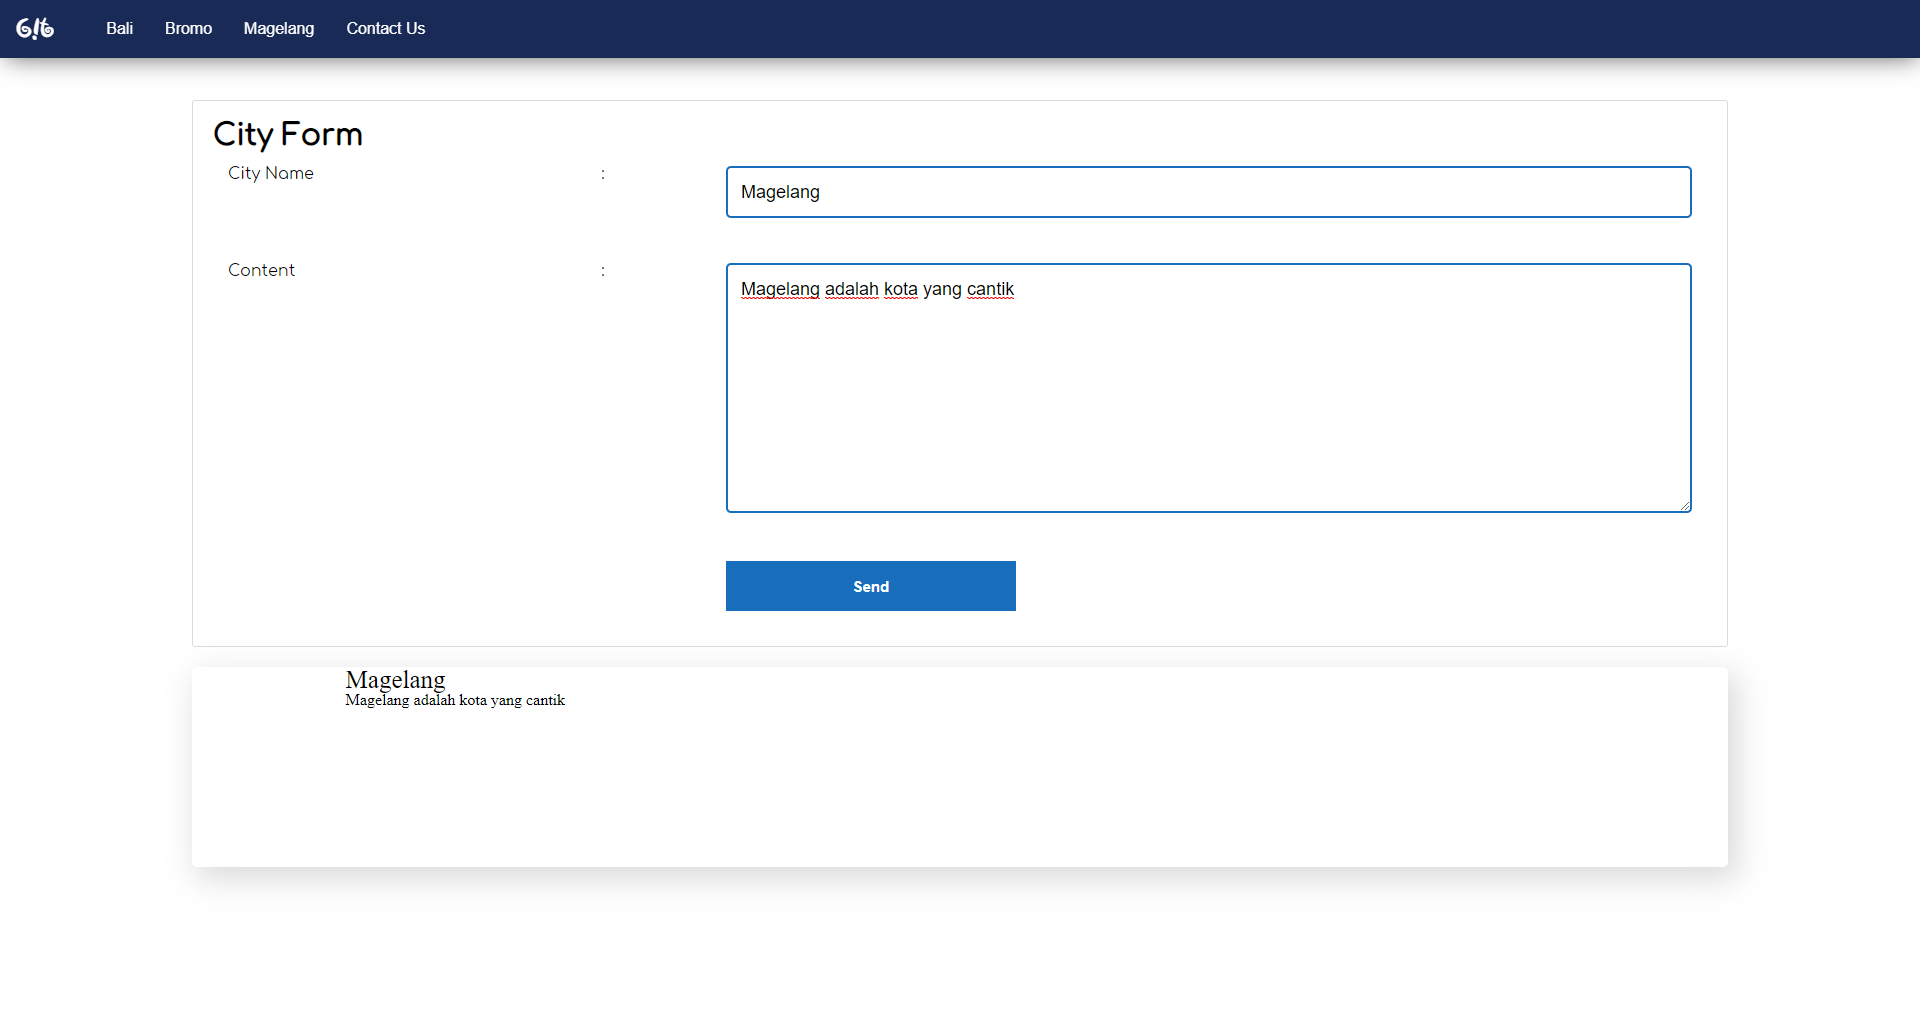 G!t Bali Bromo Magelang Contact Us
City Form
City Name : Magelang
Content : Magelang adalah kota yang cantik
Send
Magelang
Magelang adalah kota yang cantik